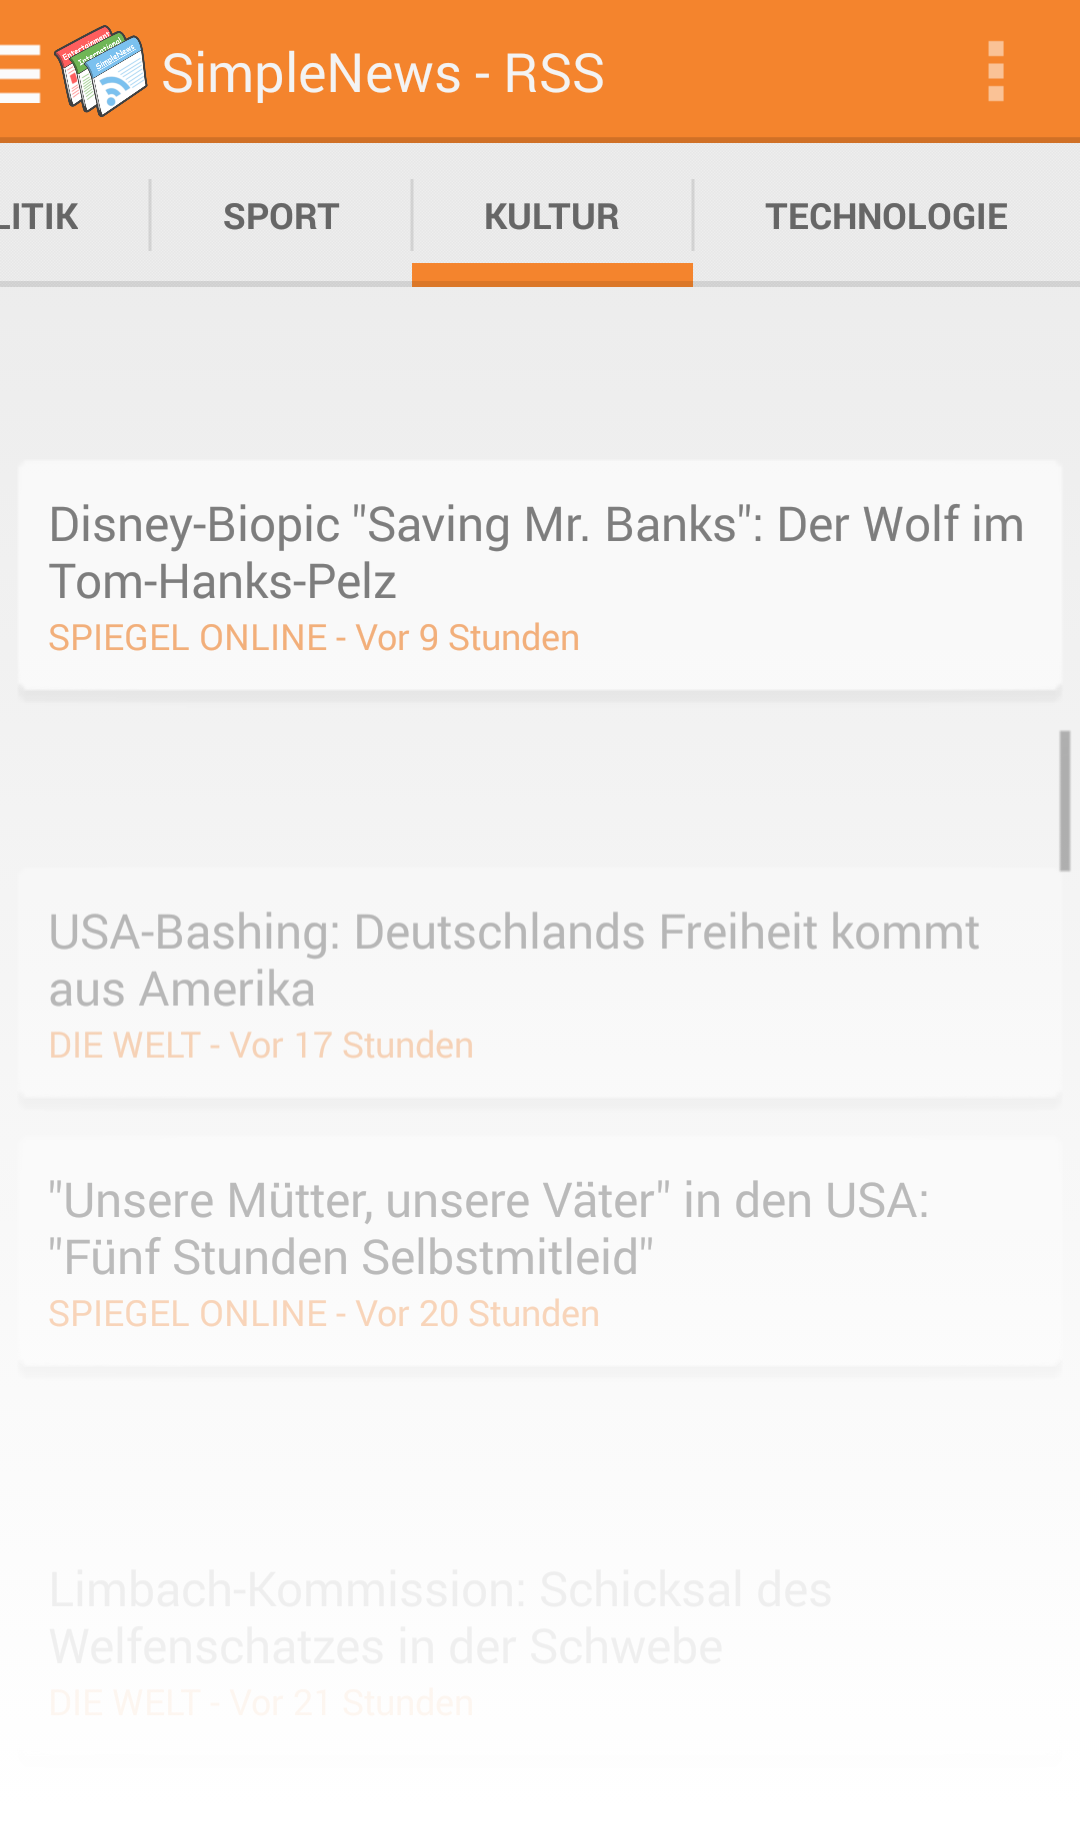 Entertainment
International
SimpleNews
SimpleNews - RSS
LITIK
SPORT
KULTUR
TECHNOLOGIE
Disney-Biopic "Saving Mr. Banks": Der Wolf im
Tom-Hanks-Pelz
SPIEGEL ONLINE - Vor 9 Stunden
USA-Bashing: Deutschlands Freiheit kommt
aus Amerika
DIE WELT - Vor 17 Stunden
"Unsere Mütter, unsere Väter" in den USA:
"Fünf Stunden Selbstmitleid"
SPIEGEL ONLINE - Vor 20 Stunden
Limbach-Kommission: Schicksal des
Welfenschatzes in der Schwebe
DIE WELT - Vor 21 Stunden